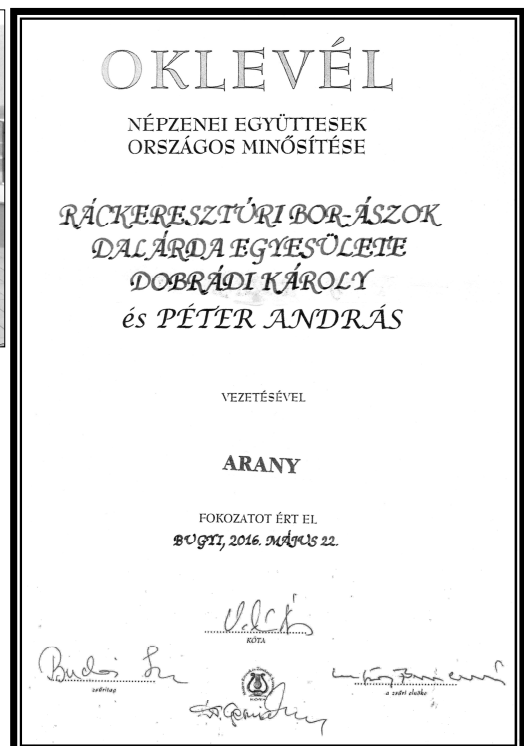 OKLEVÉL
NÉPZENEI EGYÜTTESEK
ORSZÁGOS MINŐSÍTÉSE
RÁCKERESZTÚRI BOR-ÁSZOK
DALÁRDA EGYESÜLETE
DOBRÁDI KÁROLY
és PÉTER ANDRÁS
VEZETÉSÉVEL
ARANY
FOKOZATOT ÉRT EL
BUGYI, 2016. MÁJUS 22.
KÓTA
zsűritag
a zsűri elnöke